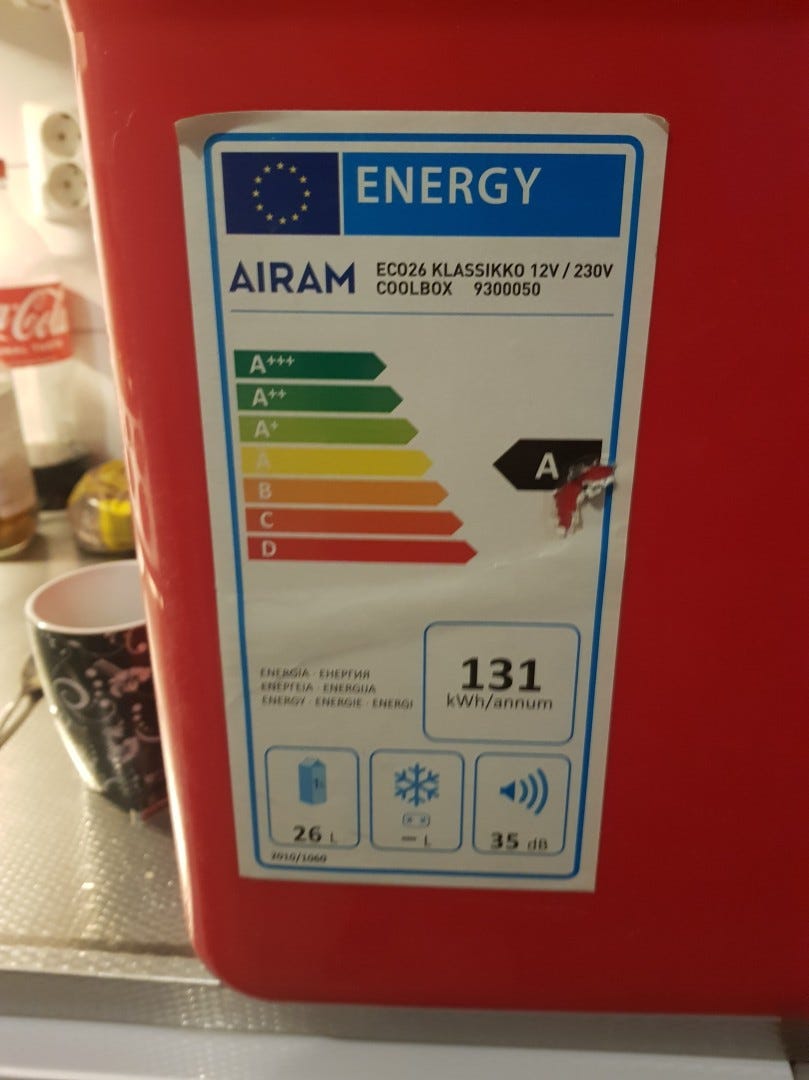 ENERGY
AIRAM
ECO26 KLASSIKKO 12V / 230V
COOLBOX 9300050
A+++
A++
A+
A
B
C
D
A
ENERGIA · ЕНЕРГИЯ
ΕΝΕΡΓΕΙΑ · ENERGIJA
ENERGY · ENERGIE · ENERGI
131
kWh/annum
26 L
– L
35 dB
2010/1060